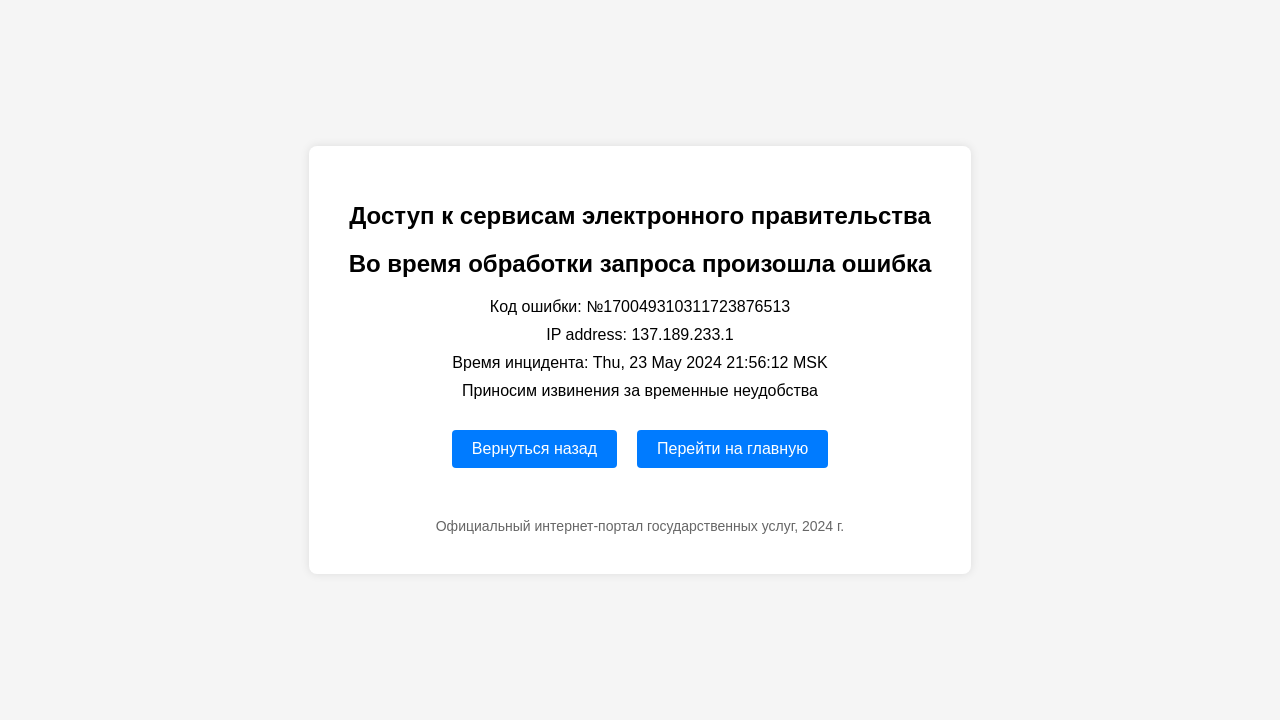 Доступ к сервисам электронного правительства
Во время обработки запроса произошла ошибка
Код ошибки: №170049310311723876513
IP address: 137.189.233.1
Время инцидента: Thu, 23 May 2024 21:56:12 MSK
Приносим извинения за временные неудобства
Вернуться назад
Перейти на главную
Официальный интернет-портал государственных услуг, 2024 г.